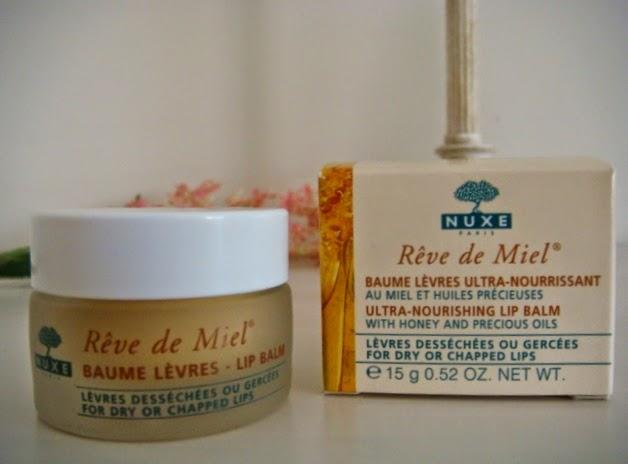 Rêve de Miel®
NUXE
BAUME LÈVRES - LIP BALM
LÈVRES DESSÉCHÉES OU GERCÉES
FOR DRY OR CHAPPED LIPS
NUXE
PARIS
Rêve de Miel®
BAUME LÈVRES ULTRA-NOURRISSANT
AU MIEL ET HUILES PRÉCIEUSES
ULTRA-NOURISHING LIP BALM
WITH HONEY AND PRECIOUS OILS
LÈVRES DESSÉCHÉES OU GERCÉES
FOR DRY OR CHAPPED LIPS
℮ 15 g 0.52 OZ. NET WT.